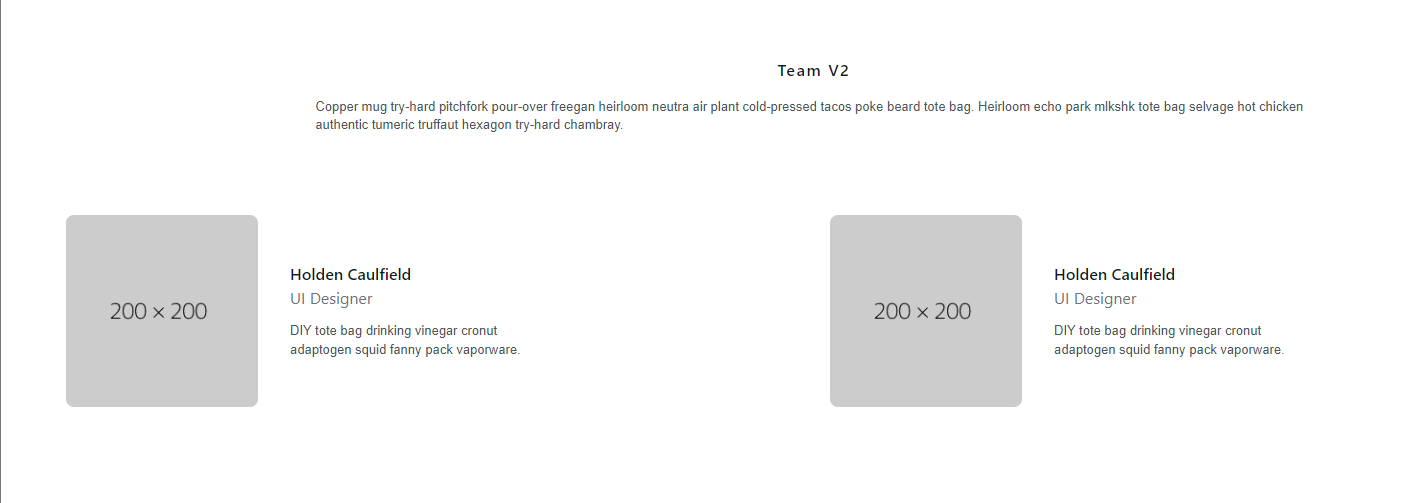 Team V2
Copper mug try-hard pitchfork pour-over freegan heirloom neutra air plant cold-pressed tacos poke beard tote bag. Heirloom echo park mlkshk tote bag selvage hot chicken
authentic tumeric truffaut hexagon try-hard chambray.
200 × 200
Holden Caulfield
UI Designer
DIY tote bag drinking vinegar cronut
adaptogen squid fanny pack vaporware.
200 × 200
Holden Caulfield
UI Designer
DIY tote bag drinking vinegar cronut
adaptogen squid fanny pack vaporware.